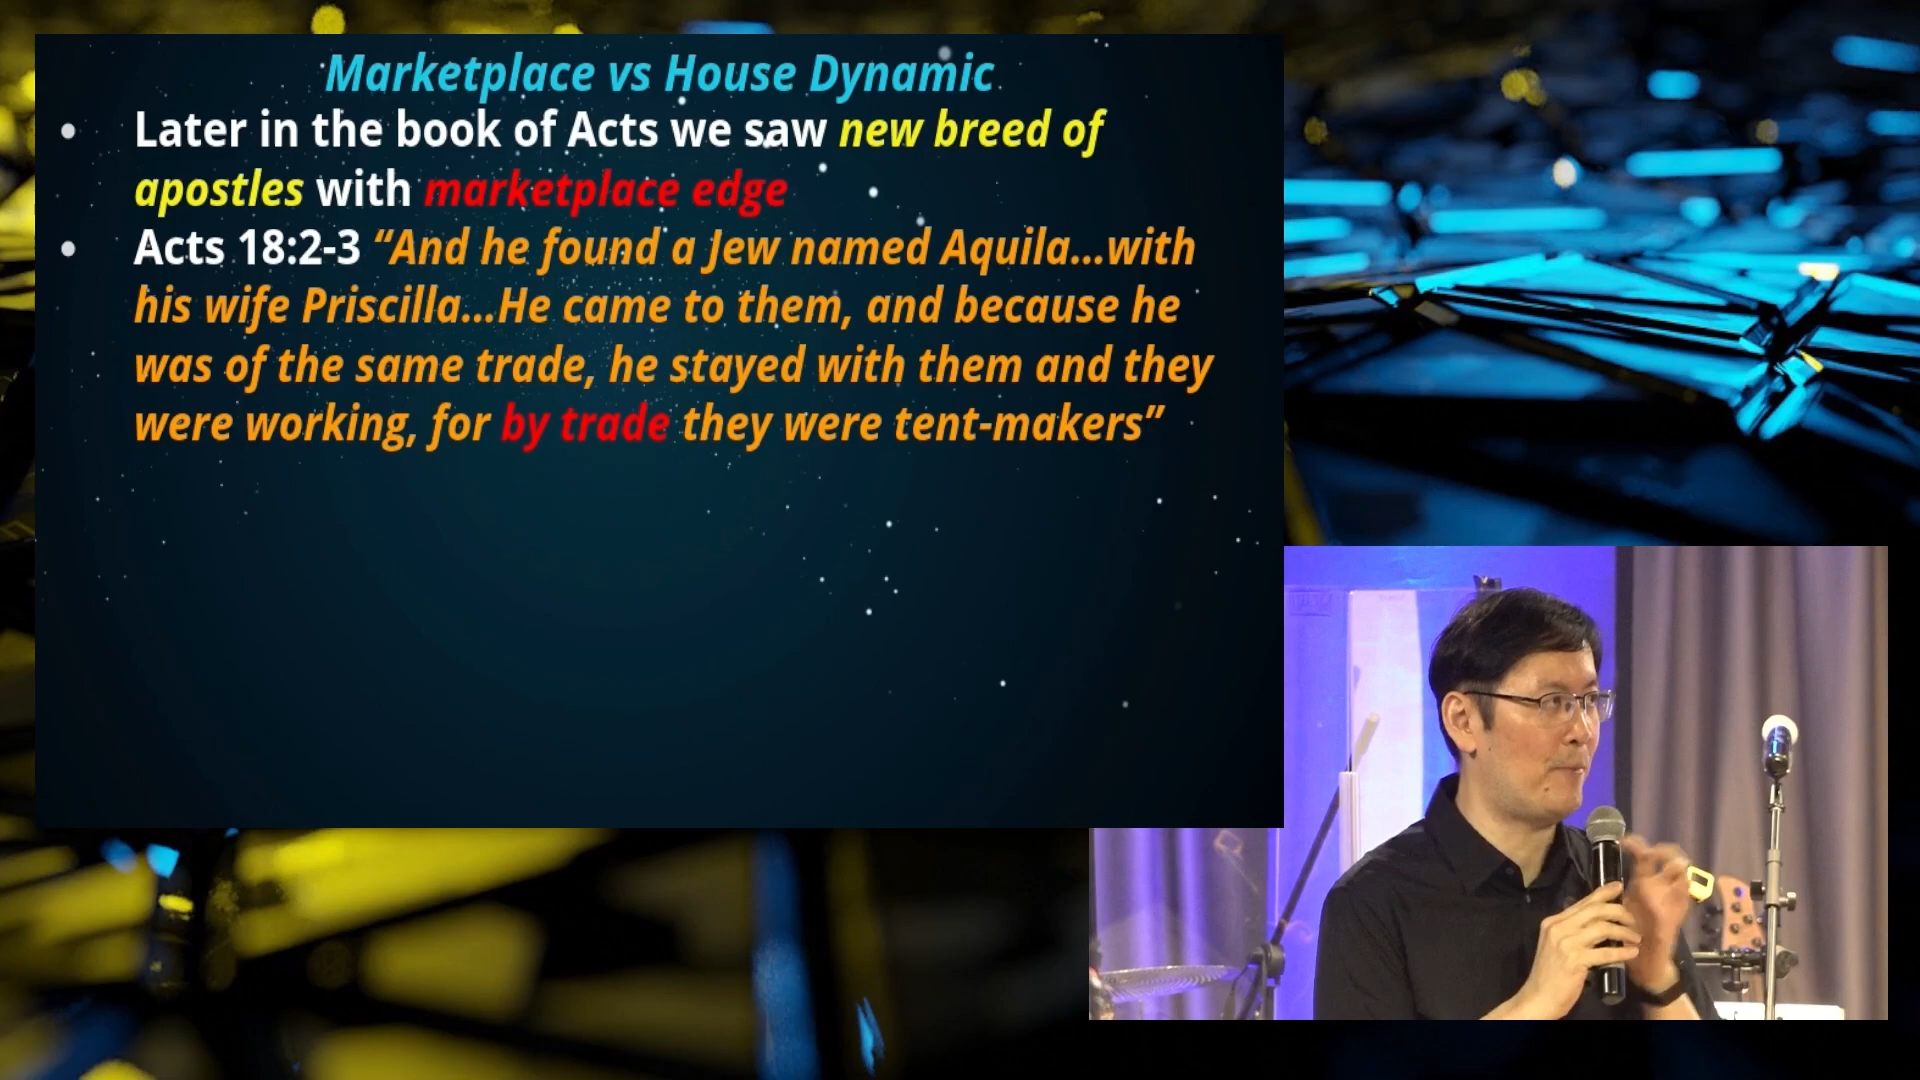 Marketplace vs House Dynamic
• Later in the book of Acts we saw new breed of
apostles with marketplace edge
• Acts 18:2-3 “And he found a Jew named Aquila...with
his wife Priscilla...He came to them, and because he
was of the same trade, he stayed with them and they
were working, for by trade they were tent-makers”